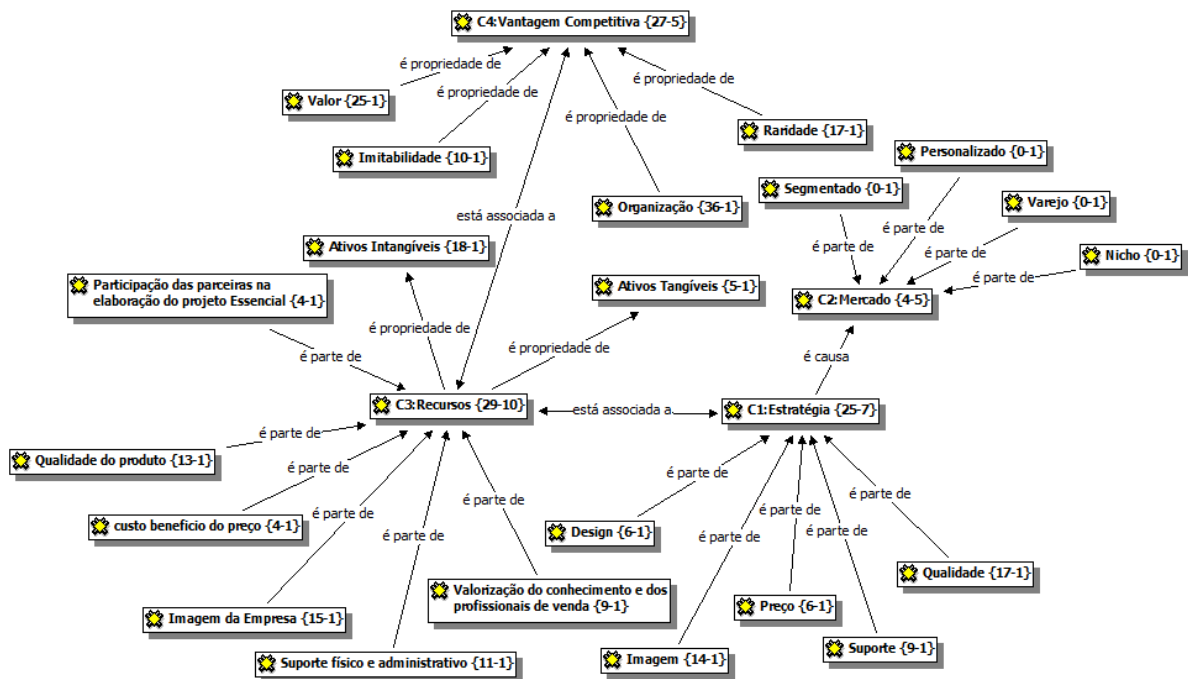 C4:Vantagem Competitiva {27-5}
é propriedade de
é propriedade de
Valor {25-1}
é propriedade de
é propriedade de
Raridade {17-1}
Imitabilidade {10-1}
Personalizado {0-1}
Segmentado {0-1}
Organização {36-1}
Varejo {0-1}
está associada a
é parte de
é parte de
é parte de
Ativos Intangíveis {18-1}
Nicho {0-1}
é parte de
Participação das parceiras na
elaboração do projeto Essencial {4-1}
Ativos Tangíveis {5-1}
C2:Mercado {4-5}
é propriedade de
é propriedade de
é parte de
é causa
C3:Recursos {29-10}
está associada a
C1:Estratégia {25-7}
é parte de
Qualidade do produto {13-1}
é parte de
é parte de
é parte de
é parte de
é parte de
é parte de
é parte de
é parte de
é parte de
custo beneficio do preço {4-1}
Design {6-1}
Qualidade {17-1}
Valorização do conhecimento e dos
profissionais de venda {9-1}
Imagem da Empresa {15-1}
Preço {6-1}
Suporte {9-1}
Suporte físico e administrativo {11-1}
Imagem {14-1}